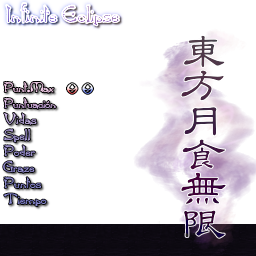 Infinite Eclipse
PuntMax
Puntuación
Vidas
Spell
Poder
Graze
Puntos
Tiempo
東方月食無限